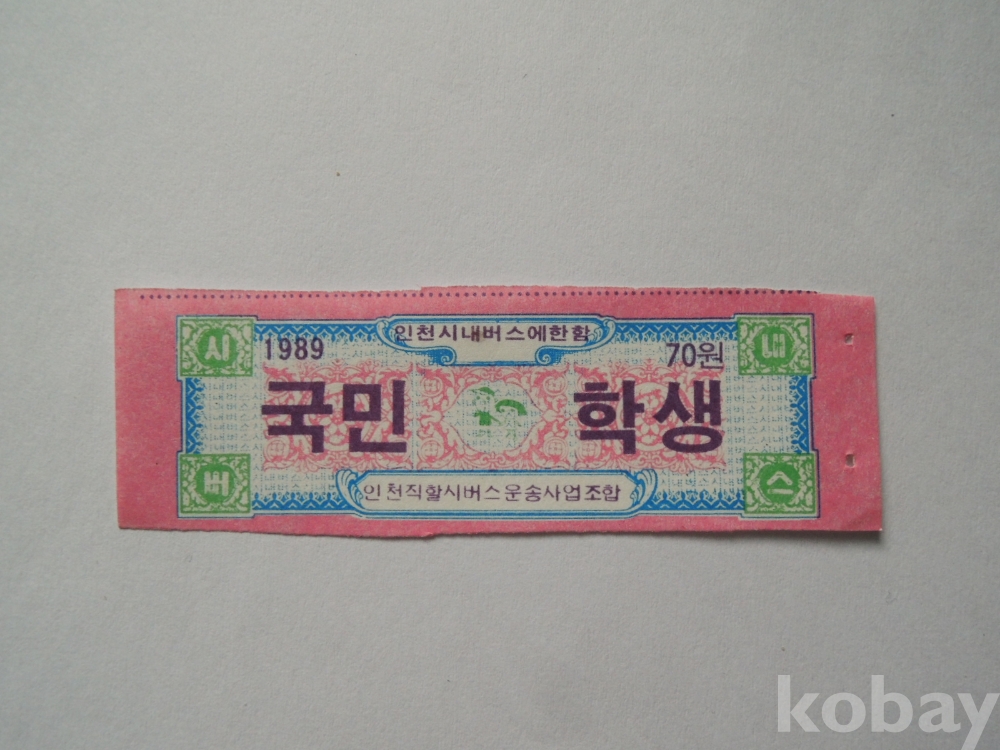 인천시내버스에한함
시 1989 70원 내
국민 학생
버 인천직할시버스운송사업조합 스
kobay